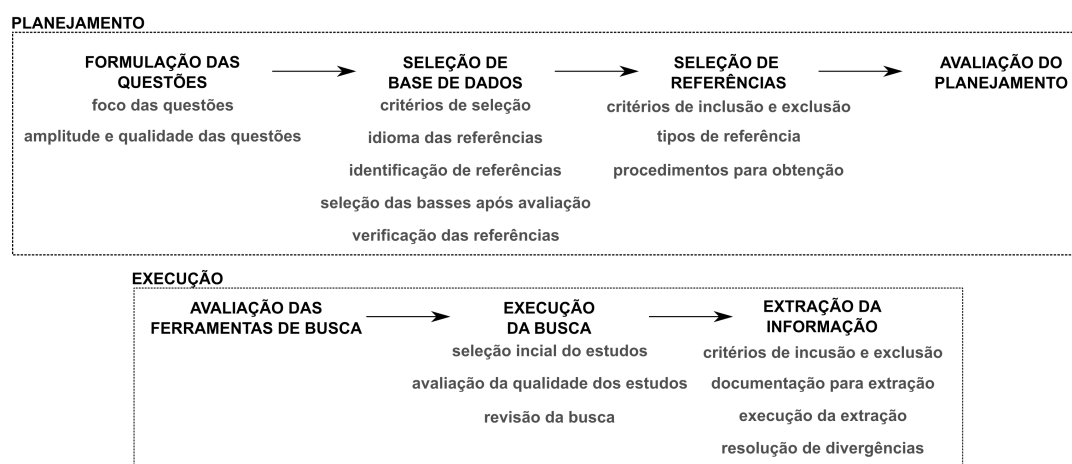 PLANEJAMENTO
FORMULAÇÃO DAS
QUESTÕES
foco das questões
amplitude e qualidade das questões
SELEÇÃO DE
BASE DE DADOS
critérios de seleção
idioma das referências
identificação de referências
seleção das basses após avaliação
verificação das referências
SELEÇÃO DE
REFERÊNCIAS
critérios de inclusão e exclusão
tipos de referência
procedimentos para obtenção
AVALIAÇÃO DO
PLANEJAMENTO
EXECUÇÃO
AVALIAÇÃO DAS
FERRAMENTAS DE BUSCA
EXECUÇÃO
DA BUSCA
seleção incial do estudos
avaliação da qualidade dos estudos
revisão da busca
EXTRAÇÃO DA
INFORMAÇÃO
critérios de incusão e exclusão
documentação para extração
execução da extração
resolução de divergências